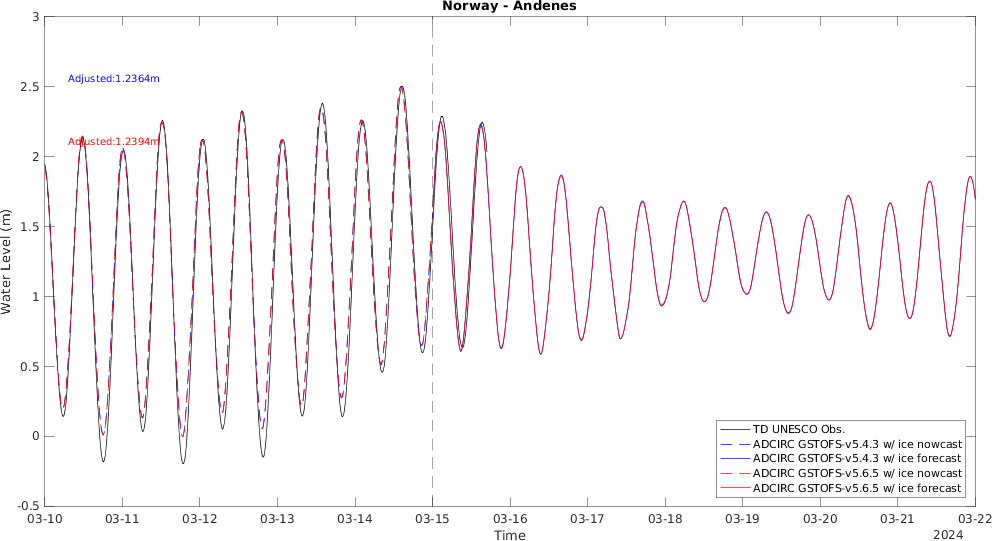 Norway - Andenes
3
2.5
2
1.5
1
0.5
0
-0.5
Water Level (m)
Adjusted:1.2364m
Adjusted:1.2394m
TD UNESCO Obs.
ADCIRC GSTOFS-v5.4.3 w/ ice nowcast
ADCIRC GSTOFS-v5.4.3 w/ ice forecast
ADCIRC GSTOFS-v5.6.5 w/ ice nowcast
ADCIRC GSTOFS-v5.6.5 w/ ice forecast
03-10 03-11 03-12 03-13 03-14 03-15 03-16 03-17 03-18 03-19 03-20 03-21 03-22
Time
2024